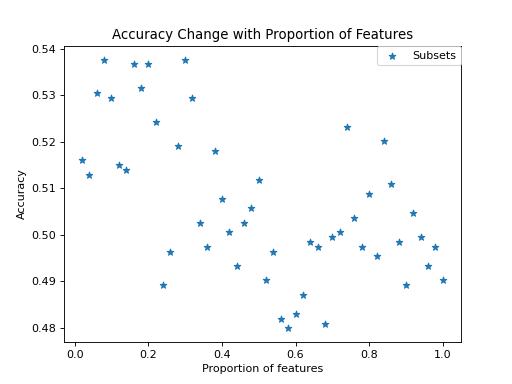 Accuracy Change with Proportion of Features
Subsets
0.54
0.53
0.52
0.51
0.50
0.49
0.48
Accuracy
0.0 0.2 0.4 0.6 0.8 1.0
Proportion of features